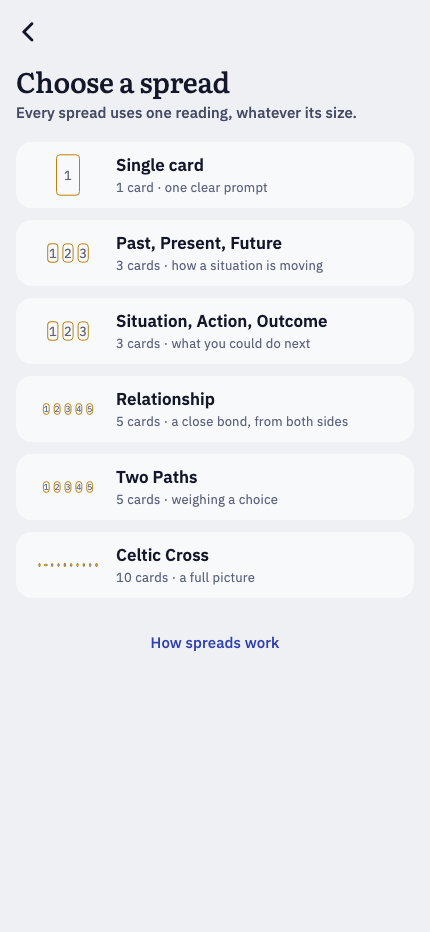 Choose a spread
Every spread uses one reading, whatever its size.
1
Single card
1 card · one clear prompt
1 2 3
Past, Present, Future
3 cards · how a situation is moving
1 2 3
Situation, Action, Outcome
3 cards · what you could do next
1 2 3 4 5
Relationship
5 cards · a close bond, from both sides
1 2 3 4 5
Two Paths
5 cards · weighing a choice
Celtic Cross
10 cards · a full picture
How spreads work